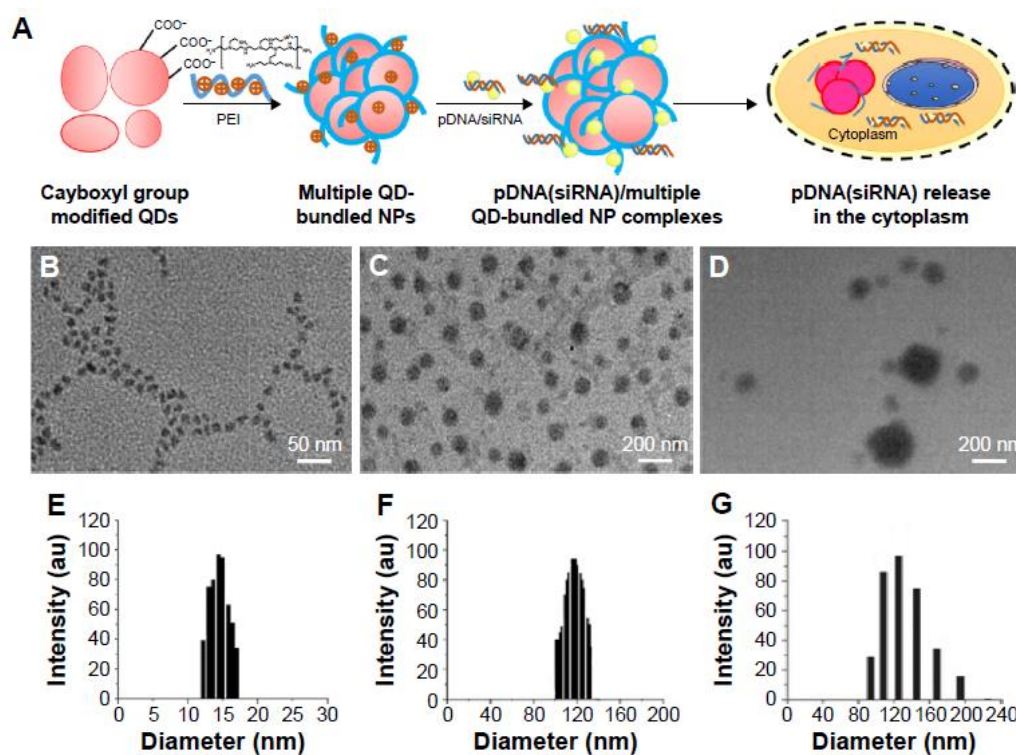 A
COO⁻
COO⁻
COO⁻
PEI
pDNA/siRNA
Cytoplasm
Cayboxyl group
modified QDs
Multiple QD-
bundled NPs
pDNA(siRNA)/multiple
QD-bundled NP complexes
pDNA(siRNA) release
in the cytoplasm
B
50 nm
C
200 nm
D
200 nm
E
Intensity (au)
120
100
80
60
40
20
0
0 5 10 15 20 25 30
Diameter (nm)
F
Intensity (au)
120
100
80
60
40
20
0
0 40 80 120 160 200
Diameter (nm)
G
Intensity (au)
120
100
80
60
40
20
0
0 40 80 120 160 200 240
Diameter (nm)